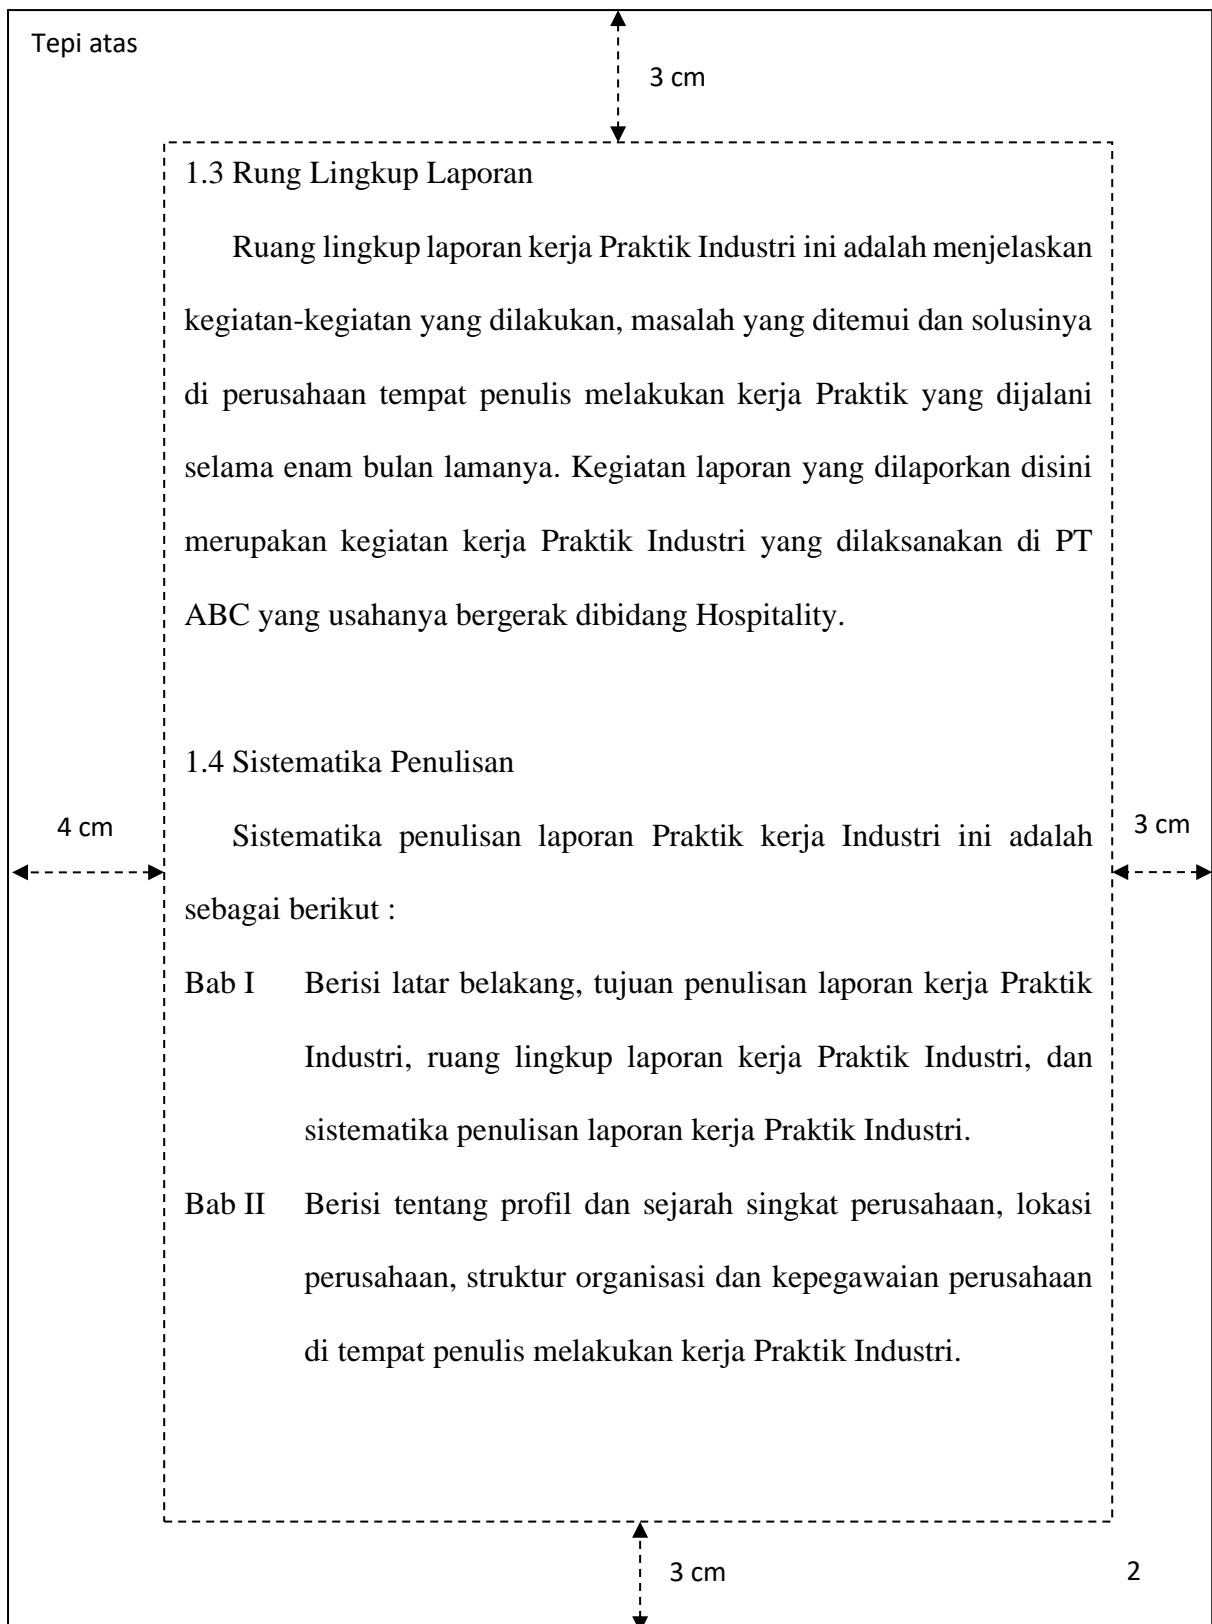 Tepi atas
3 cm
1.3 Rung Lingkup Laporan
Ruang lingkup laporan kerja Praktik Industri ini adalah menjelaskan
kegiatan-kegiatan yang dilakukan, masalah yang ditemui dan solusinya
di perusahaan tempat penulis melakukan kerja Praktik yang dijalani
selama enam bulan lamanya. Kegiatan laporan yang dilaporkan disini
merupakan kegiatan kerja Praktik Industri yang dilaksanakan di PT
ABC yang usahanya bergerak dibidang Hospitality.
1.4 Sistematika Penulisan
4 cm
3 cm
Sistematika penulisan laporan Praktik kerja Industri ini adalah
sebagai berikut :
Bab I Berisi latar belakang, tujuan penulisan laporan kerja Praktik
Industri, ruang lingkup laporan kerja Praktik Industri, dan
sistematika penulisan laporan kerja Praktik Industri.
Bab II Berisi tentang profil dan sejarah singkat perusahaan, lokasi
perusahaan, struktur organisasi dan kepegawaian perusahaan
di tempat penulis melakukan kerja Praktik Industri.
3 cm
2